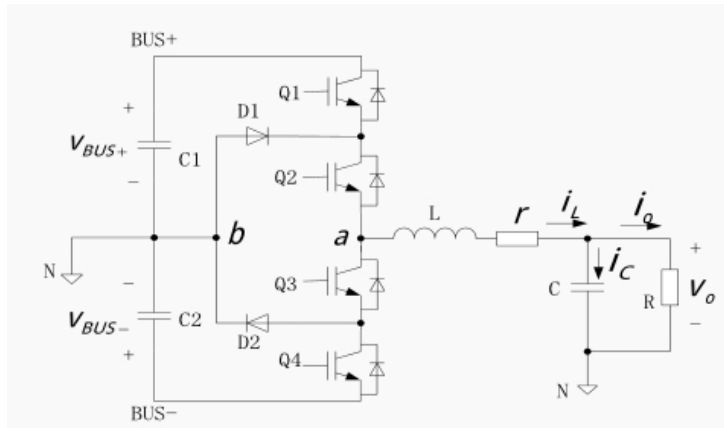 BUS+
Q1
D1
+
V_BUS+
C1
−
Q2
L
r
i_L
i_o
b
a
+
N
i_C
−
Q3
C
R
V_o
V_BUS−
C2
−
D2
+
Q4
N
BUS−